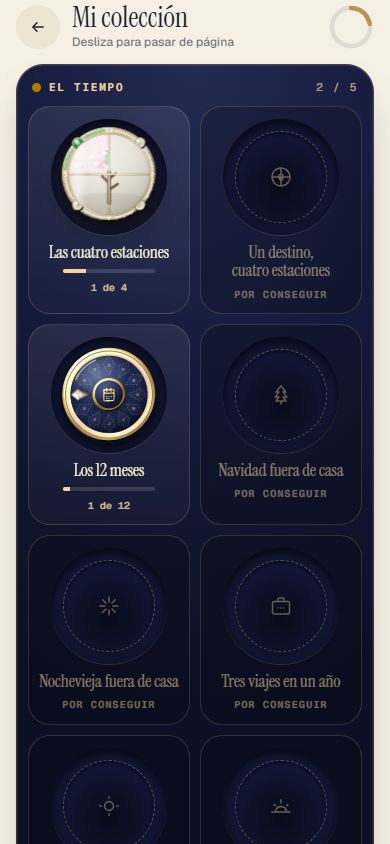 Mi colección
Desliza para pasar de página
EL TIEMPO
2 / 5
Las cuatro estaciones
1 de 4
Un destino,
cuatro estaciones
POR CONSEGUIR
Los 12 meses
1 de 12
Navidad fuera de casa
POR CONSEGUIR
Nochevieja fuera de casa
POR CONSEGUIR
Tres viajes en un año
POR CONSEGUIR